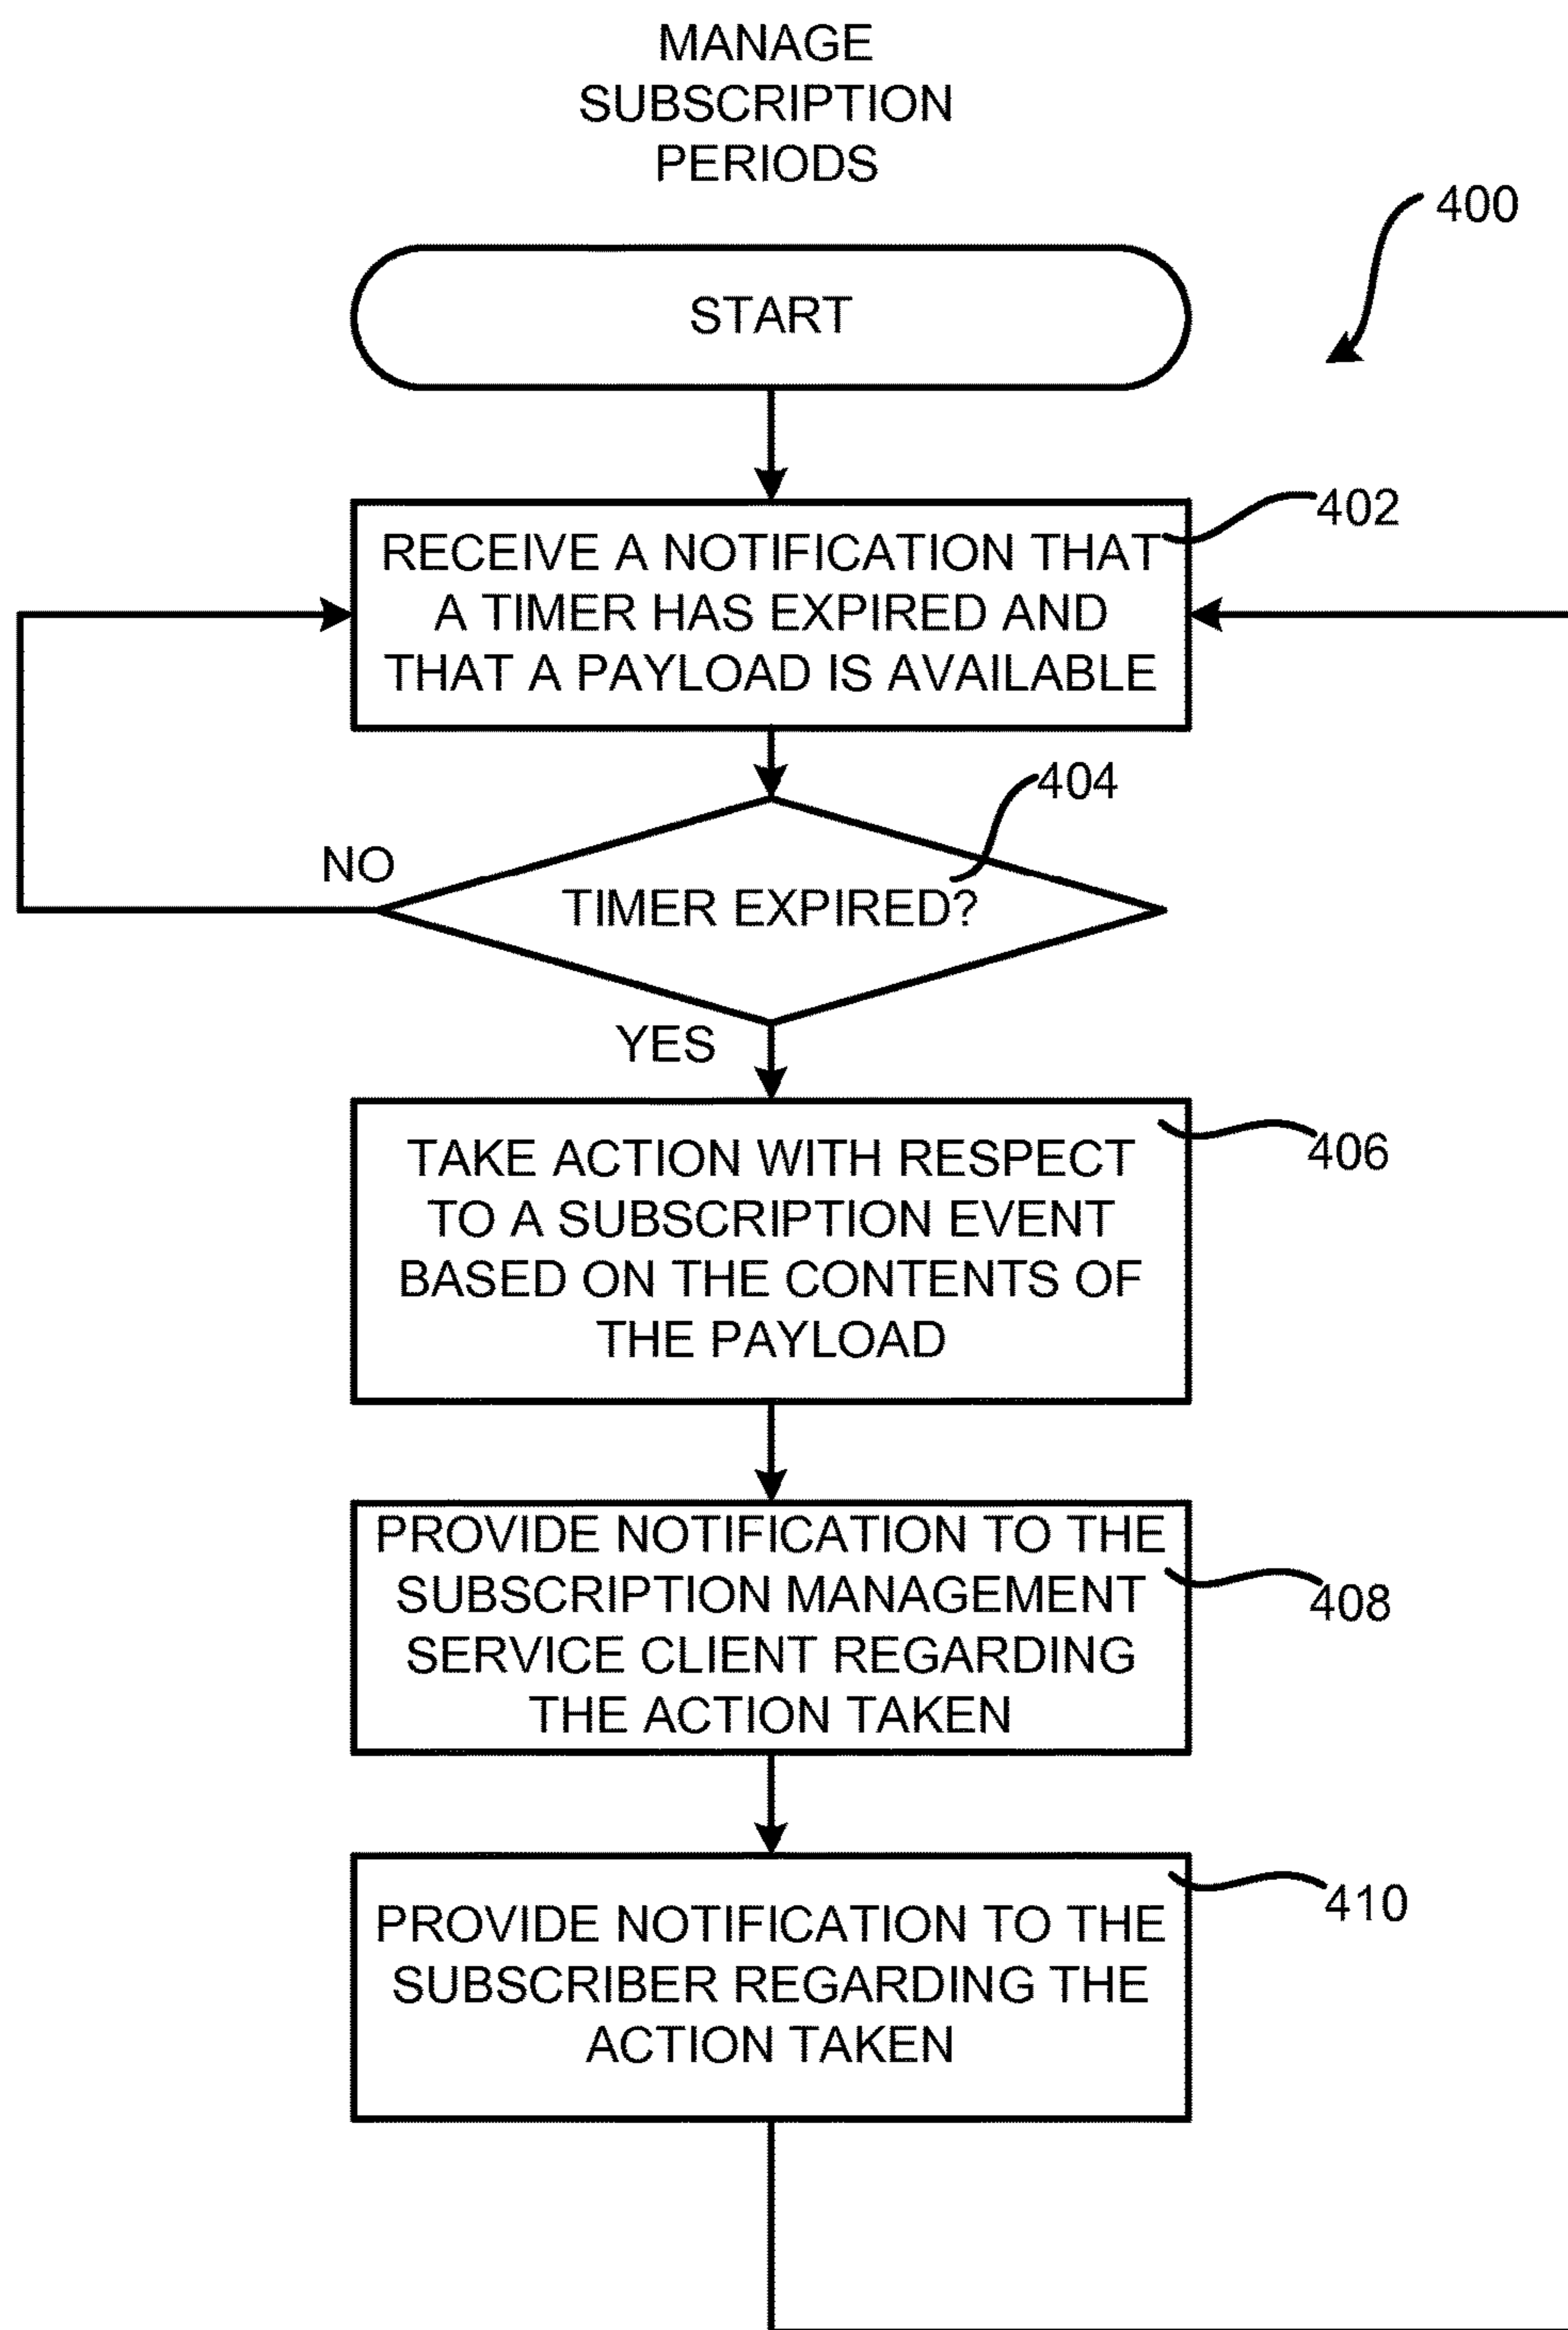 MANAGE
SUBSCRIPTION
PERIODS
400
START
402
RECEIVE A NOTIFICATION THAT
A TIMER HAS EXPIRED AND
THAT A PAYLOAD IS AVAILABLE
404
NO
TIMER EXPIRED?
YES
406
TAKE ACTION WITH RESPECT
TO A SUBSCRIPTION EVENT
BASED ON THE CONTENTS OF
THE PAYLOAD
PROVIDE NOTIFICATION TO THE
SUBSCRIPTION MANAGEMENT
SERVICE CLIENT REGARDING
THE ACTION TAKEN
408
410
PROVIDE NOTIFICATION TO THE
SUBSCRIBER REGARDING THE
ACTION TAKEN